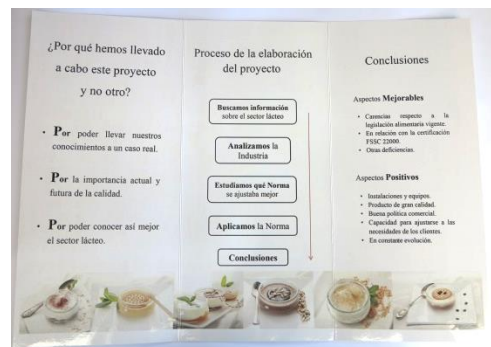 ¿Por qué hemos llevado
a cabo este proyecto
y no otro?
• Por poder llevar nuestros
conocimientos a un caso real.
• Por la importancia actual y
futura de la calidad.
• Por poder conocer así mejor
el sector lácteo.
Proceso de la elaboración
del proyecto
Buscamos información
sobre el sector lácteo
Analizamos la
Industria
Estudiamos qué Norma
se ajustaba mejor
Aplicamos la Norma
Conclusiones
Conclusiones
Aspectos Mejorables
• Carencias respecto a la
legislación alimentaria vigente.
• En relación con la certificación
FSSC 22000.
• Otras deficiencias.
Aspectos Positivos
• Instalaciones y equipos.
• Producto de gran calidad.
• Buena política comercial.
• Capacidad para ajustarse a las
necesidades de los clientes.
• En constante evolución.